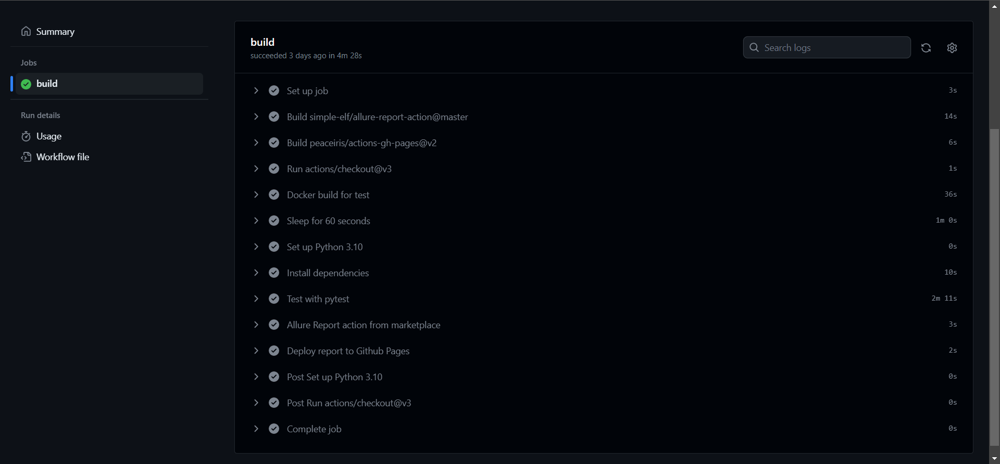 Summary
Jobs
build
Run details
Usage
Workflow file
build
succeeded 3 days ago in 4m 28s
Search logs
Set up job 3s
Build simple-elf/allure-report-action@master 14s
Build peaceiris/actions-gh-pages@v2 6s
Run actions/checkout@v3 1s
Docker build for test 36s
Sleep for 60 seconds 1m 0s
Set up Python 3.10 0s
Install dependencies 10s
Test with pytest 2m 11s
Allure Report action from marketplace 3s
Deploy report to Github Pages 2s
Post Set up Python 3.10 0s
Post Run actions/checkout@v3 0s
Complete job 0s